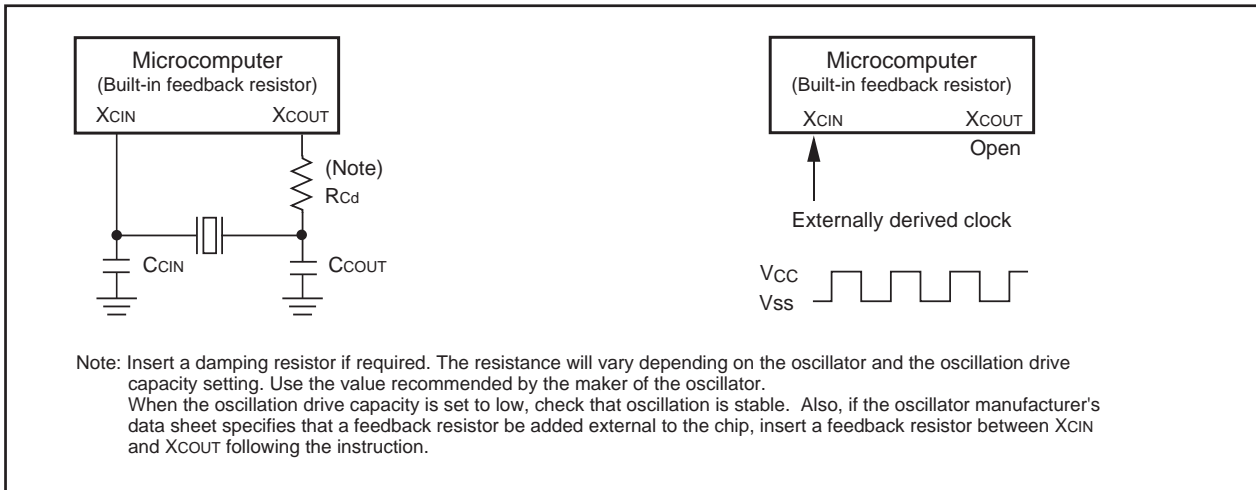 Microcomputer
(Built-in feedback resistor)
XCIN XCOUT
(Note)
RCd
CCIN CCOUT
Microcomputer
(Built-in feedback resistor)
XCIN XCOUT
Open
Externally derived clock
VCC
VSS
Note: Insert a damping resistor if required. The resistance will vary depending on the oscillator and the oscillation drive
capacity setting. Use the value recommended by the maker of the oscillator.
When the oscillation drive capacity is set to low, check that oscillation is stable. Also, if the oscillator manufacturer's
data sheet specifies that a feedback resistor be added external to the chip, insert a feedback resistor between XCIN
and XCOUT following the instruction.